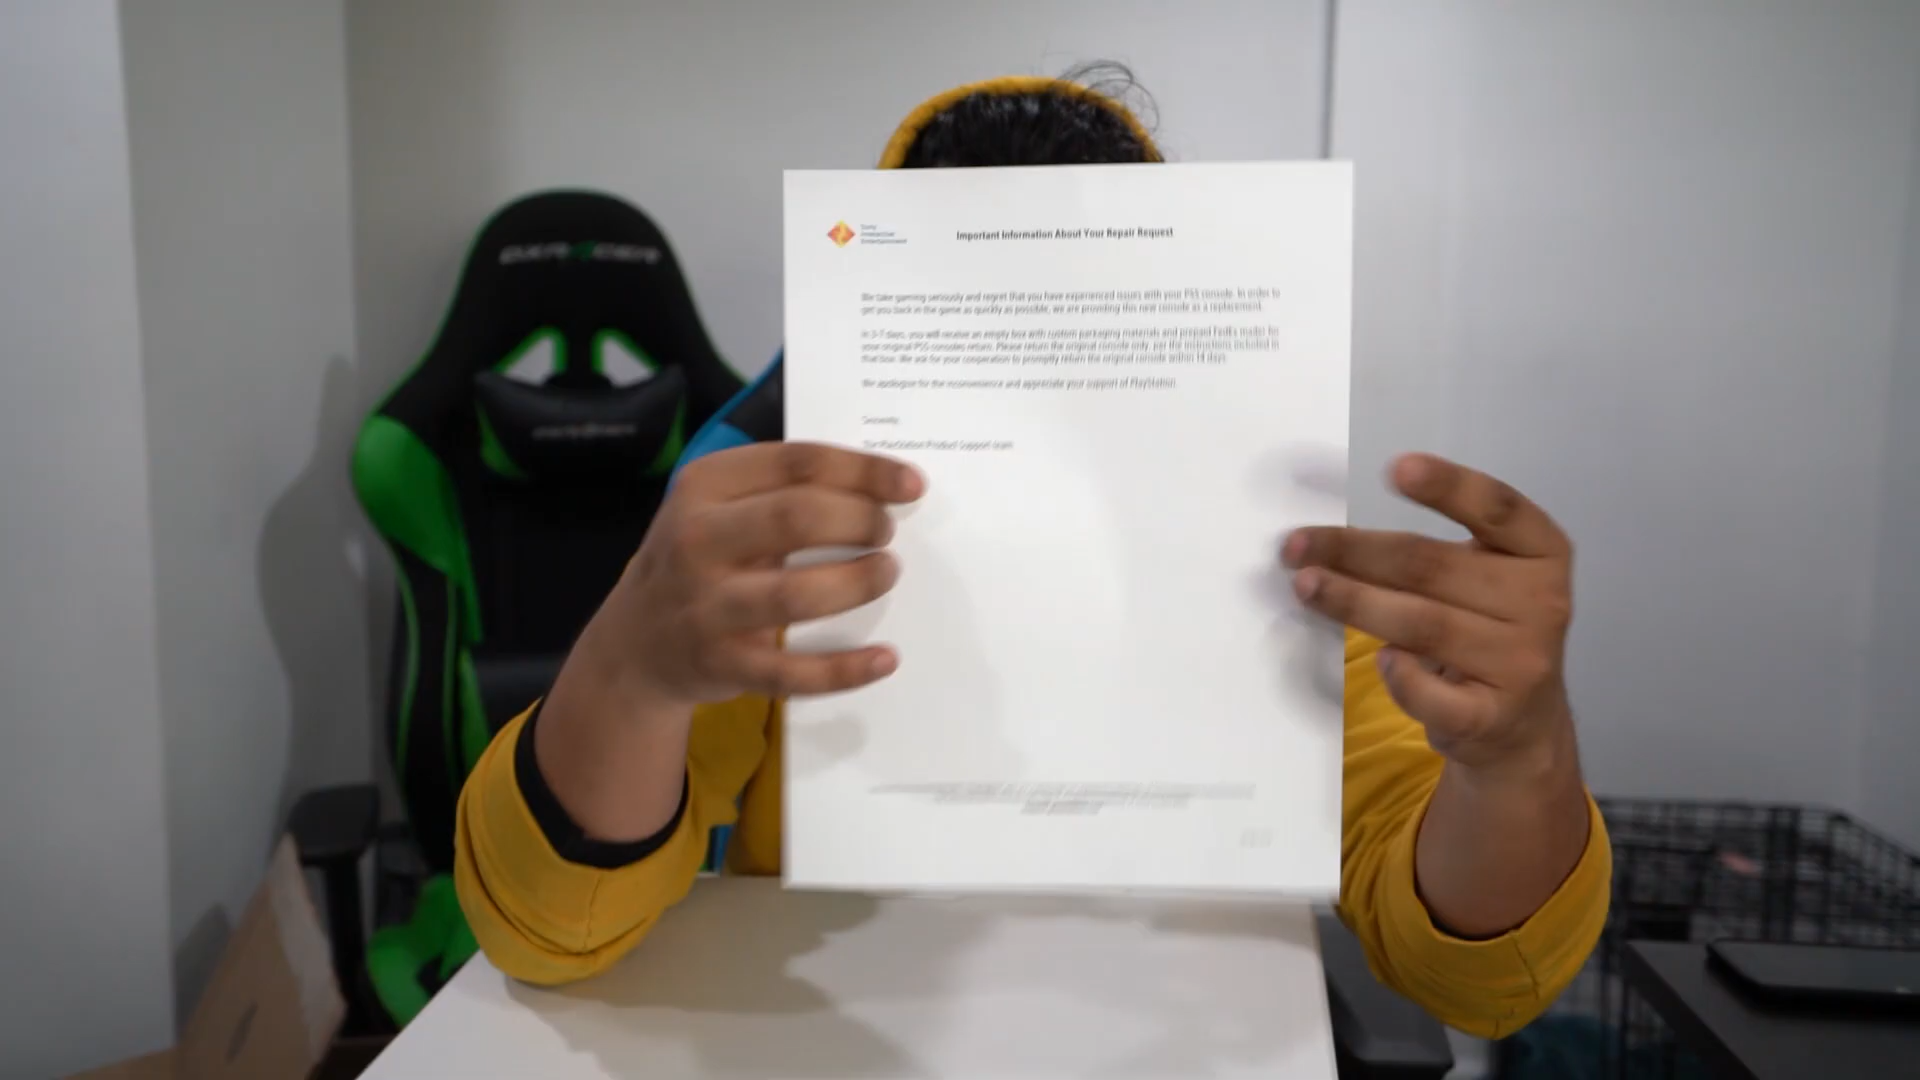 Sony
Interactive
Entertainment
Important Information About Your Repair Request
We take gaming seriously and regret that you have experienced issues with your PS5 console. In order to
get you back in the game as quickly as possible, we are providing this new console as a replacement.
In 3-7 days, you will receive an empty box with custom packaging materials and prepaid FedEx mailer for
your original PS5 consoles return. Please return the original console only, per the instructions included in
that box. We ask for your cooperation to promptly return the original console within 14 days.
We apologize for the inconvenience and appreciate your support of PlayStation.
Sincerely,
The PlayStation Product Support team